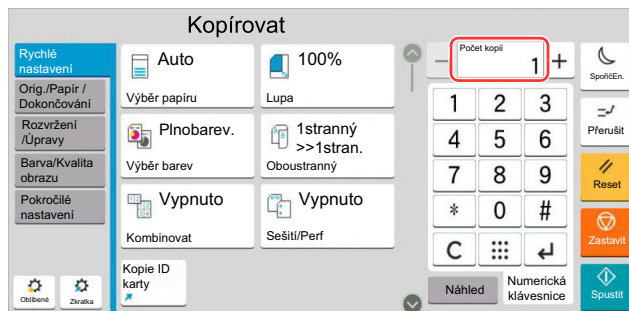 Kopírovat
Rychlé
nastavení
Orig./Papír /
Dokončování
Rozvržení
/Úpravy
Barva/Kvalita
obrazu
Pokročilé
nastavení
Oblíbené
Zkratka
Auto
Výběr papíru
100%
Lupa
Plnobarev.
Výběr barev
1stranný
>>1stran.
Oboustranný
Vypnuto
Kombinovat
Vypnuto
Sešití/Perf
Kopie ID
karty
Počet kopií
− 1 +
1 2 3
4 5 6
7 8 9
* 0 #
C
Náhled
Numerická
klávesnice
SpořičEn.
Přerušit
Reset
Zastavit
Spustit